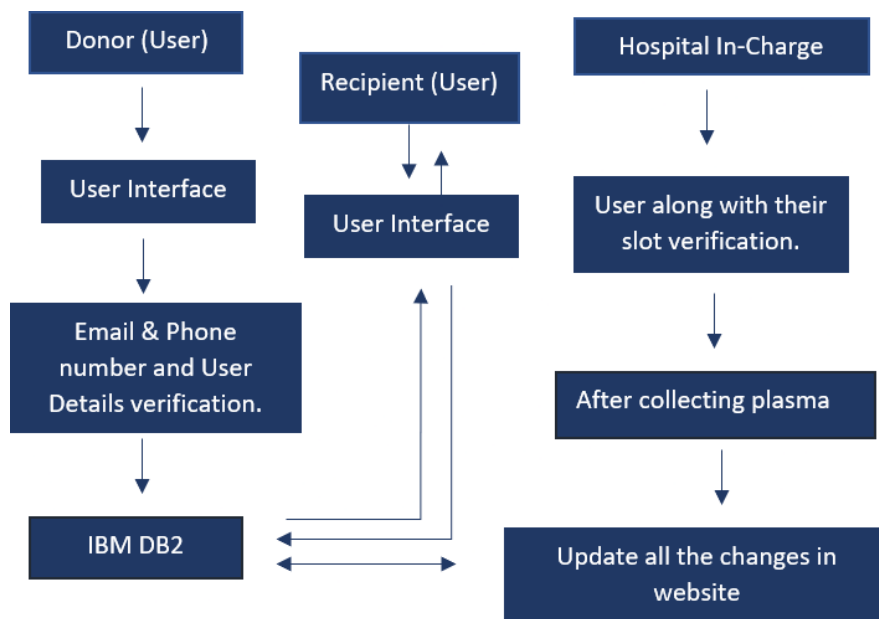 Donor (User)
User Interface
Email & Phone
number and User
Details verification.
IBM DB2
Recipient (User)
User Interface
Hospital In-Charge
User along with their
slot verification.
After collecting plasma
Update all the changes in
website